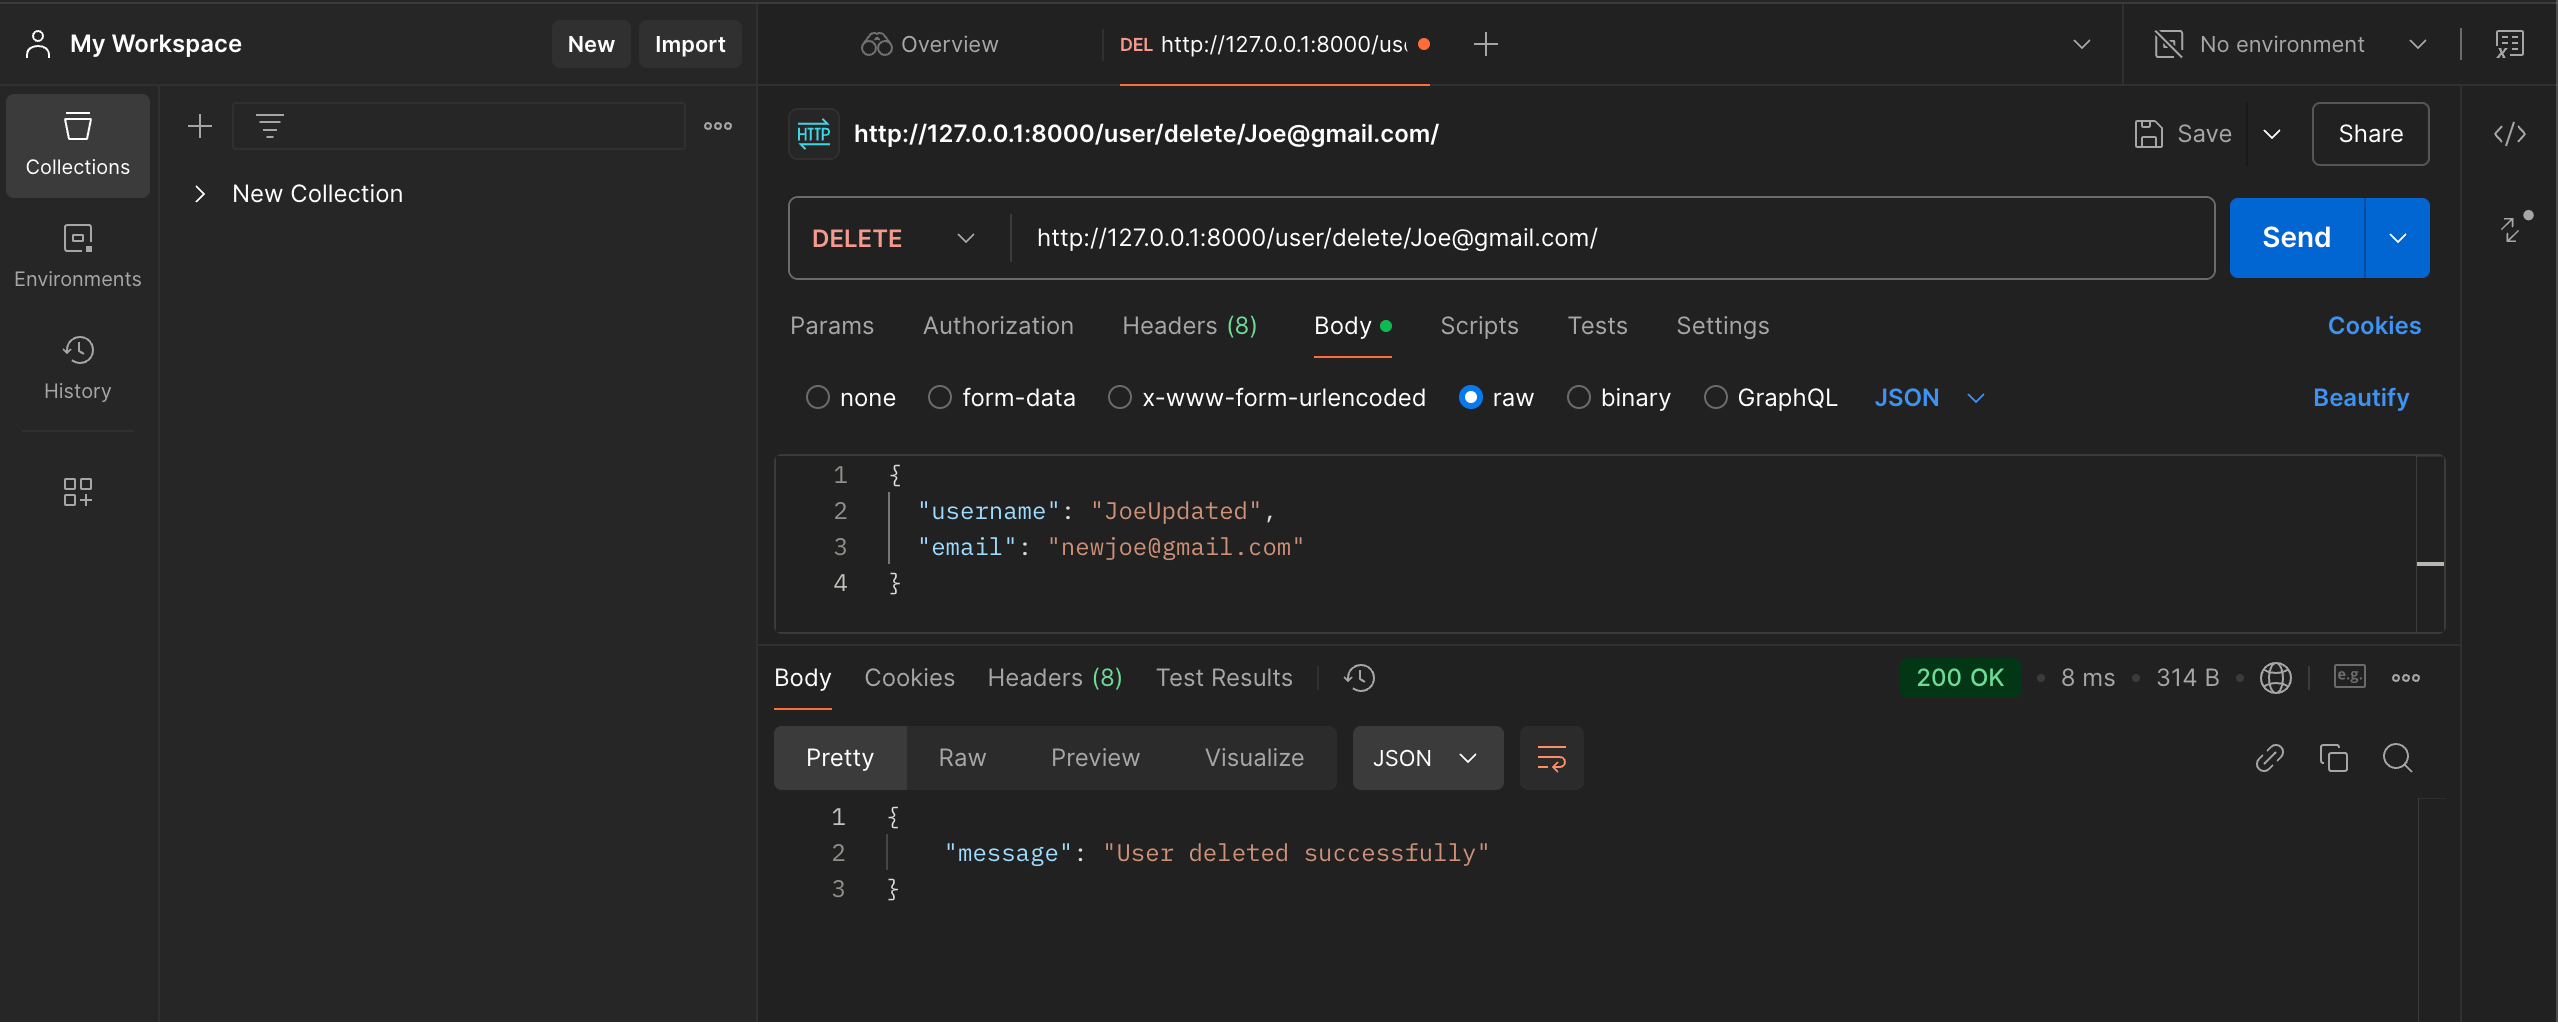 My Workspace
New
Import
Overview
DEL http://127.0.0.1:8000/us
No environment
Collections
Environments
History
New Collection
HTTP
http://127.0.0.1:8000/user/delete/Joe@gmail.com/
Save
Share
DELETE
http://127.0.0.1:8000/user/delete/Joe@gmail.com/
Send
Params
Authorization
Headers (8)
Body
Scripts
Tests
Settings
Cookies
none
form-data
x-www-form-urlencoded
raw
binary
GraphQL
JSON
Beautify
1 {
2 "username": "JoeUpdated",
3 "email": "newjoe@gmail.com"
4 }
Body
Cookies
Headers (8)
Test Results
200 OK
8 ms
314 B
e.g.
Pretty
Raw
Preview
Visualize
JSON
1 {
2 "message": "User deleted successfully"
3 }